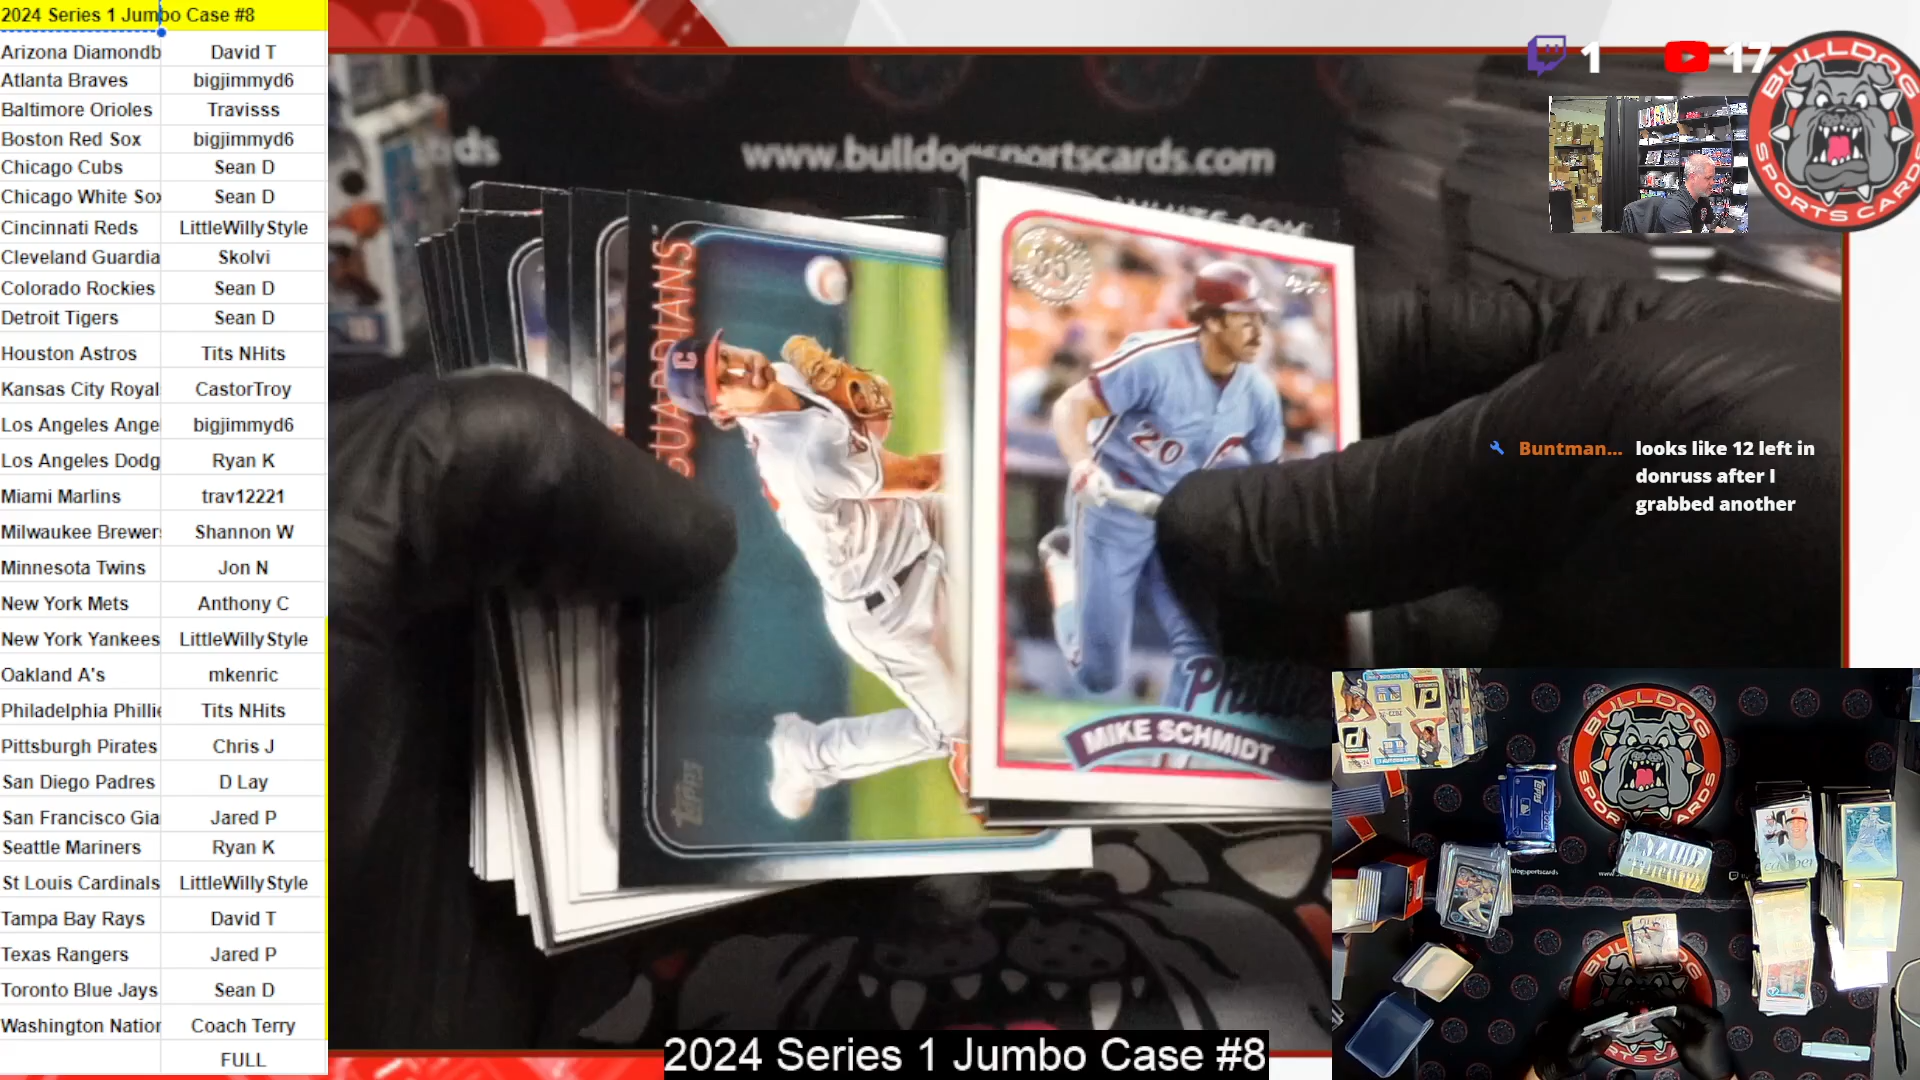 2024 Series 1 Jumbo Case #8
Arizona Diamondb David T
Atlanta Braves bigjimmyd6
Baltimore Orioles Travisss
Boston Red Sox bigjimmyd6
Chicago Cubs Sean D
Chicago White Sox Sean D
Cincinnati Reds LittleWillyStyle
Cleveland Guardia Skolvi
Colorado Rockies Sean D
Detroit Tigers Sean D
Houston Astros Tits NHits
Kansas City Royal CastorTroy
Los Angeles Ange bigjimmyd6
Los Angeles Dodg Ryan K
Miami Marlins trav12221
Milwaukee Brewer Shannon W
Minnesota Twins Jon N
New York Mets Anthony C
New York Yankees LittleWillyStyle
Oakland A's mkenric
Philadelphia Phillie Tits NHits
Pittsburgh Pirates Chris J
San Diego Padres D Lay
San Francisco Gia Jared P
Seattle Mariners Ryan K
St Louis Cardinals LittleWillyStyle
Tampa Bay Rays David T
Texas Rangers Jared P
Toronto Blue Jays Sean D
Washington Nation Coach Terry
FULL
1 17
BULLDOG
SPORTS CARDS
www.bulldogsportscards.com
GUARDIANS
C
topps
20
Phillies
MIKE SCHMIDT
Buntman... looks like 12 left in
donruss after I
grabbed another
BULLDOG
2024 Series 1 Jumbo Case #8